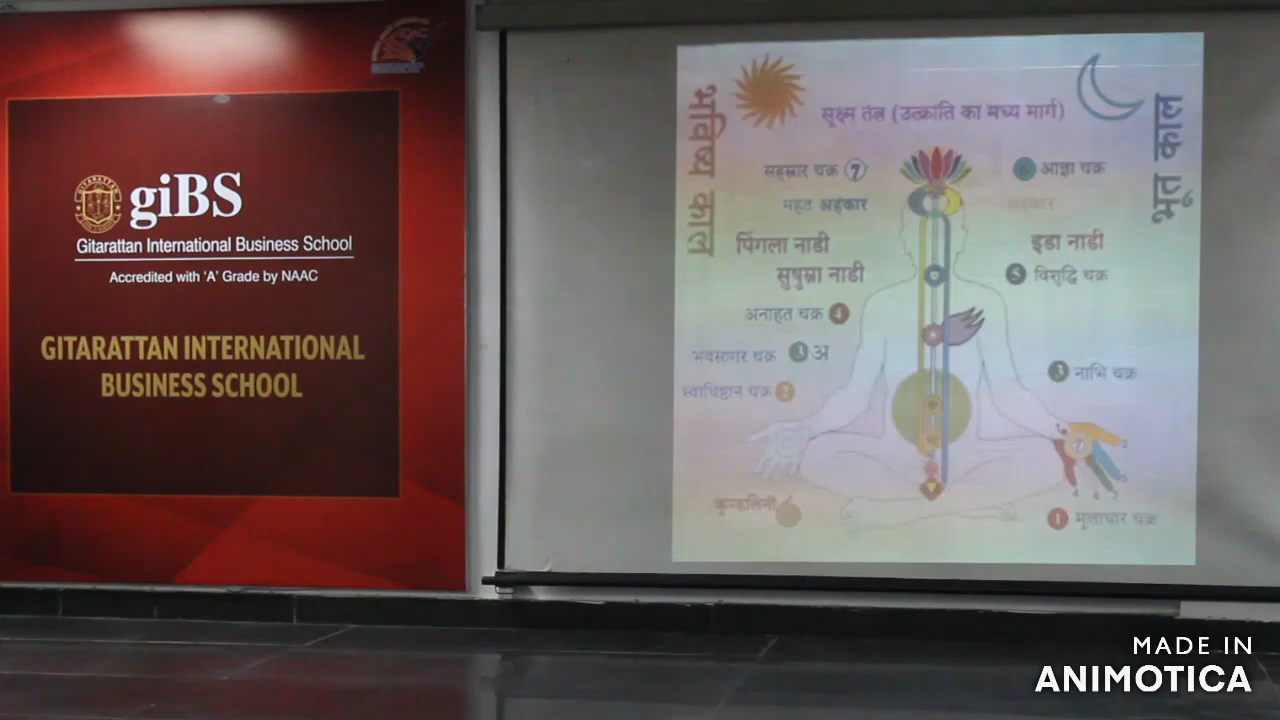 giBS
Gitarattan International Business School
Accredited with 'A' Grade by NAAC
GITARATTAN INTERNATIONAL
BUSINESS SCHOOL
भविष्य काल
भूत काल
सूक्ष्म तंत्र (उत्क्रांति का मध्य मार्ग)
सहस्रार चक्र 7
6 आज्ञा चक्र
महत अहंकार
अहंकार
पिंगला नाडी
इडा नाडी
सुषुम्ना नाडी
5 विशुद्धि चक्र
अनाहत चक्र 4
भवसागर चक्र 3 अ
3 नाभि चक्र
स्वाधिष्ठान चक्र 2
कुण्डलिनी
1 मूलाधार चक्र
MADE IN
ANIMOTICA